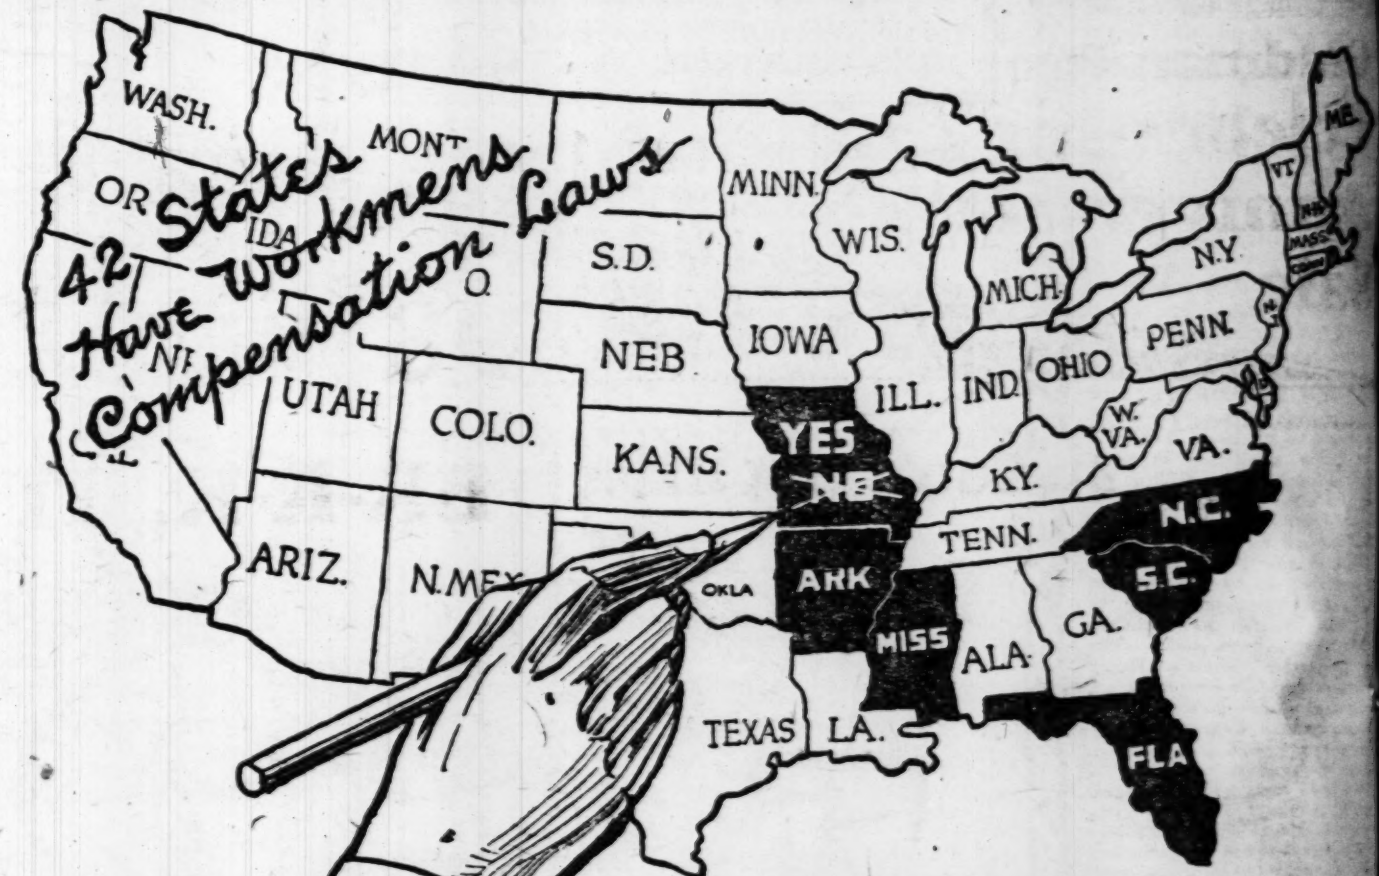 42 States
Have Workmens
Compensation Laws
WASH.
OR
IDA
MONT
O.
UTAH
COLO.
ARIZ.
N.MEX
S.D.
NEB
KANS.
OKLA
TEXAS
MINN.
IOWA
YES
NO
ARK
LA.
WIS.
ILL.
MICH.
IND.
OHIO
KY.
TENN.
MISS
ALA.
GA.
FLA
S.C.
N.C.
VA.
W.
VA.
PENN.
N.Y.
VT
N.H.
ME.
MASS
CONN